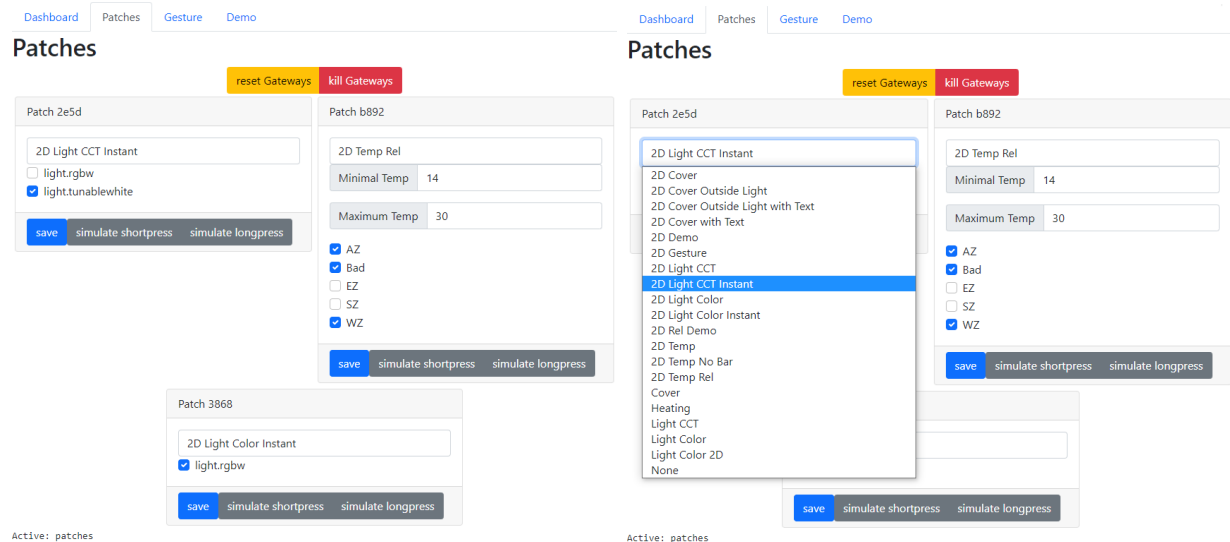 Dashboard Patches Gesture Demo
Patches
reset Gateways kill Gateways
Patch 2e5d
2D Light CCT Instant
light.rgbw
light.tunablewhite
save simulate shortpress simulate longpress
Patch b892
2D Temp Rel
Minimal Temp 14
Maximum Temp 30
AZ
Bad
EZ
SZ
WZ
save simulate shortpress simulate longpress
Patch 3868
2D Light Color Instant
light.rgbw
save simulate shortpress simulate longpress
Active: patches
Dashboard Patches Gesture Demo
Patches
reset Gateways kill Gateways
Patch 2e5d
2D Light CCT Instant
2D Cover
2D Cover Outside Light
2D Cover Outside Light with Text
2D Cover with Text
2D Demo
2D Gesture
2D Light CCT
2D Light CCT Instant
2D Light Color
2D Light Color Instant
2D Rel Demo
2D Temp
2D Temp No Bar
2D Temp Rel
Cover
Heating
Light CCT
Light Color
Light Color 2D
None
Patch b892
2D Temp Rel
Minimal Temp 14
Maximum Temp 30
AZ
Bad
EZ
SZ
WZ
save simulate shortpress simulate longpress
save simulate shortpress simulate longpress
Active: patches